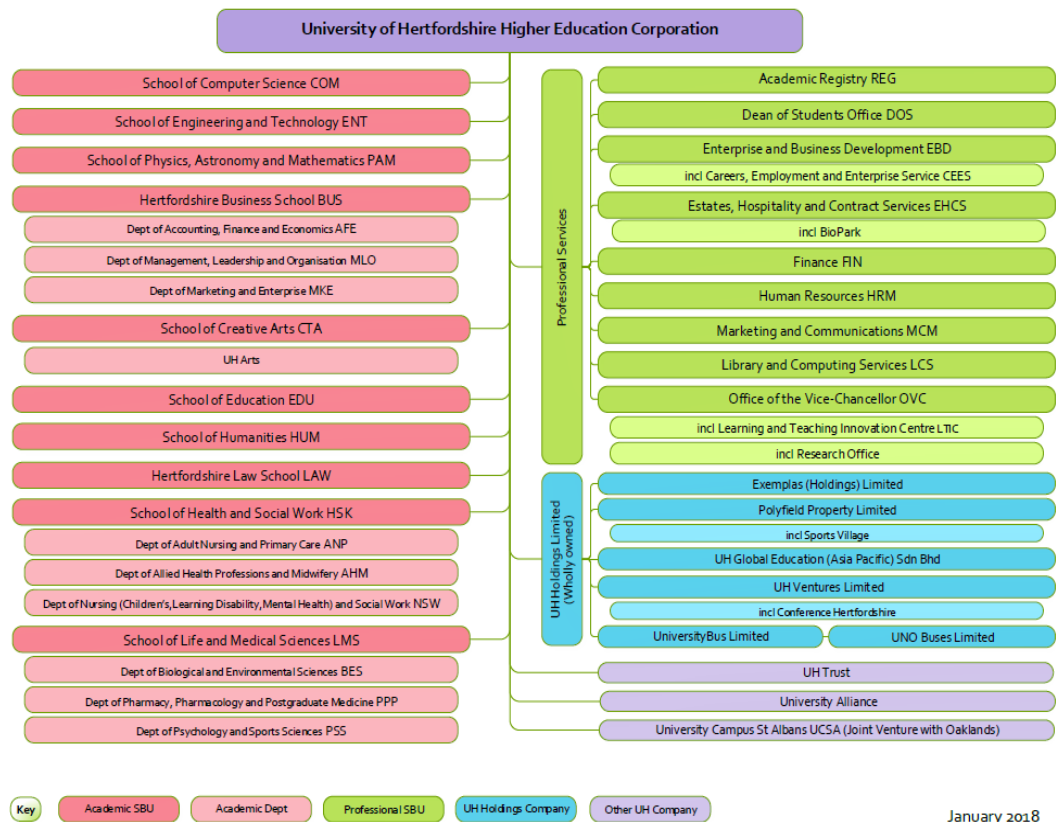 University of Hertfordshire Higher Education Corporation
School of Computer Science COM
School of Engineering and Technology ENT
School of Physics, Astronomy and Mathematics PAM
Hertfordshire Business School BUS
Dept of Accounting, Finance and Economics AFE
Dept of Management, Leadership and Organisation MLO
Dept of Marketing and Enterprise MKE
School of Creative Arts CTA
UH Arts
School of Education EDU
School of Humanities HUM
Hertfordshire Law School LAW
School of Health and Social Work HSK
Dept of Adult Nursing and Primary Care ANP
Dept of Allied Health Professions and Midwifery AHM
Dept of Nursing (Children's, Learning Disability, Mental Health) and Social Work NSW
School of Life and Medical Sciences LMS
Dept of Biological and Environmental Sciences BES
Dept of Pharmacy, Pharmacology and Postgraduate Medicine PPP
Dept of Psychology and Sports Sciences PSS
Professional Services
Academic Registry REG
Dean of Students Office DOS
Enterprise and Business Development EBD
incl Careers, Employment and Enterprise Service CEES
Estates, Hospitality and Contract Services EHCS
incl BioPark
Finance FIN
Human Resources HRM
Marketing and Communications MCM
Library and Computing Services LCS
Office of the Vice-Chancellor OVC
incl Learning and Teaching Innovation Centre LTIC
incl Research Office
UH Holdings Limited
(Wholly owned)
Exemplas (Holdings) Limited
Polyfield Property Limited
incl Sports Village
UH Global Education (Asia Pacific) Sdn Bhd
UH Ventures Limited
incl Conference Hertfordshire
UniversityBus Limited
UNO Buses Limited
UH Trust
University Alliance
University Campus St Albans UCSA (Joint Venture with Oaklands)
Key
Academic SBU
Academic Dept
Professional SBU
UH Holdings Company
Other UH Company
January 2018